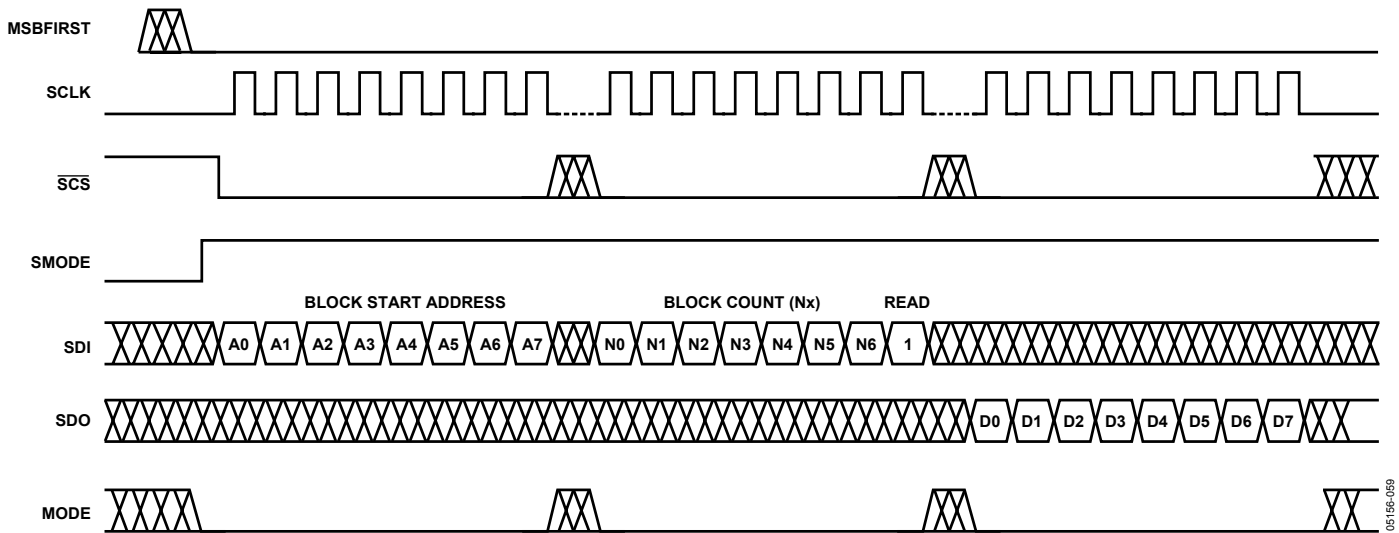 MSBFIRST
SCLK
SCS
SMODE
BLOCK START ADDRESS BLOCK COUNT (Nx) READ
SDI A0 A1 A2 A3 A4 A5 A6 A7 N0 N1 N2 N3 N4 N5 N6 1
SDO D0 D1 D2 D3 D4 D5 D6 D7
MODE
05156-059